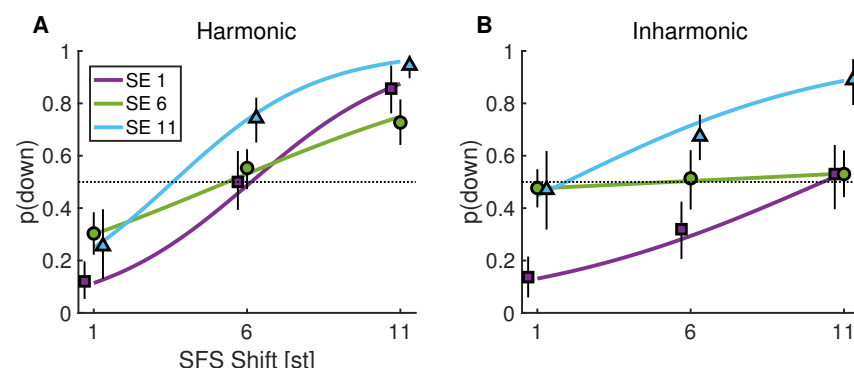 A
Harmonic
1
0.8
0.6
0.4
0.2
0
p(down)
SE 1
SE 6
SE 11
1
6
11
SFS Shift [st]
B
Inharmonic
1
0.8
0.6
0.4
0.2
0
p(down)
1
6
11